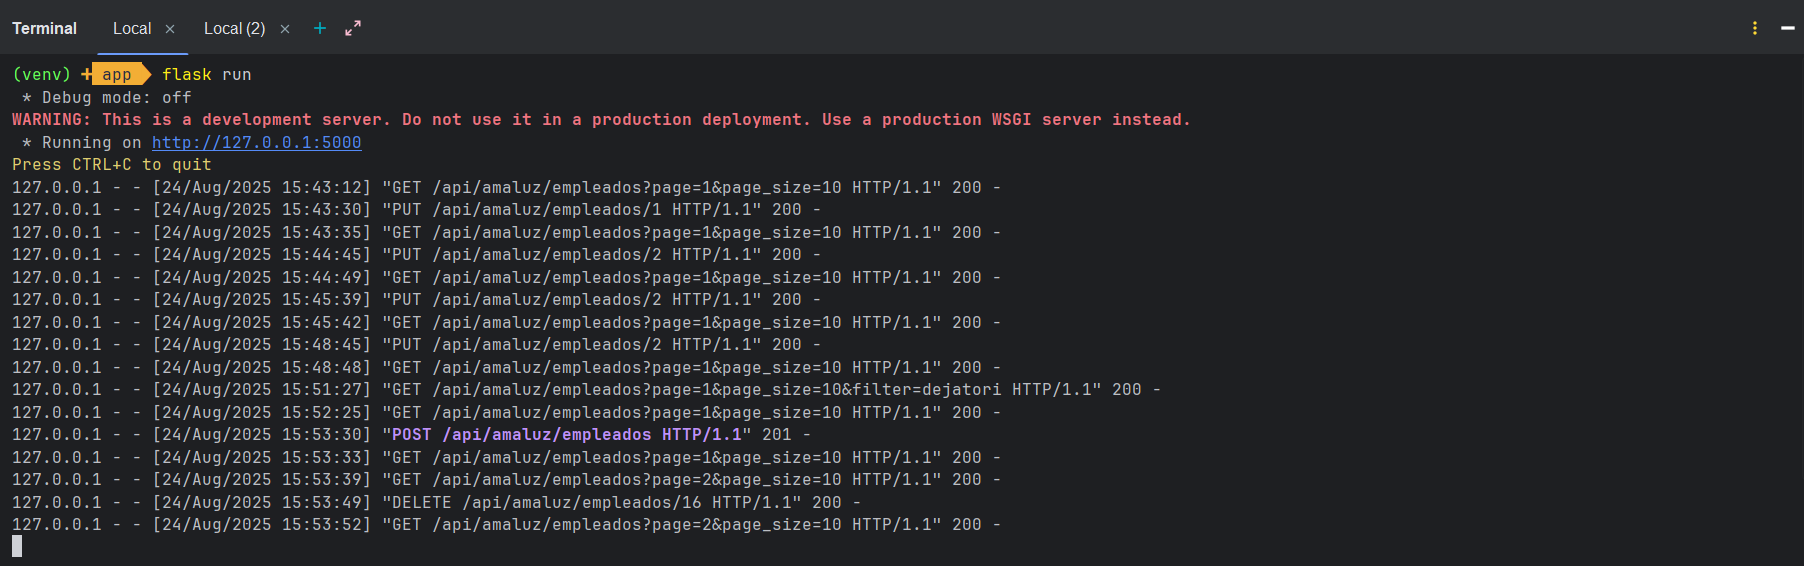 Terminal Local × Local (2) × +
(venv) + app flask run
* Debug mode: off
WARNING: This is a development server. Do not use it in a production deployment. Use a production WSGI server instead.
* Running on http://127.0.0.1:5000
Press CTRL+C to quit
127.0.0.1 - - [24/Aug/2025 15:43:12] "GET /api/amaluz/empleados?page=1&page_size=10 HTTP/1.1" 200 -
127.0.0.1 - - [24/Aug/2025 15:43:30] "PUT /api/amaluz/empleados/1 HTTP/1.1" 200 -
127.0.0.1 - - [24/Aug/2025 15:43:35] "GET /api/amaluz/empleados?page=1&page_size=10 HTTP/1.1" 200 -
127.0.0.1 - - [24/Aug/2025 15:44:45] "PUT /api/amaluz/empleados/2 HTTP/1.1" 200 -
127.0.0.1 - - [24/Aug/2025 15:44:49] "GET /api/amaluz/empleados?page=1&page_size=10 HTTP/1.1" 200 -
127.0.0.1 - - [24/Aug/2025 15:45:39] "PUT /api/amaluz/empleados/2 HTTP/1.1" 200 -
127.0.0.1 - - [24/Aug/2025 15:45:42] "GET /api/amaluz/empleados?page=1&page_size=10 HTTP/1.1" 200 -
127.0.0.1 - - [24/Aug/2025 15:48:45] "PUT /api/amaluz/empleados/2 HTTP/1.1" 200 -
127.0.0.1 - - [24/Aug/2025 15:48:48] "GET /api/amaluz/empleados?page=1&page_size=10 HTTP/1.1" 200 -
127.0.0.1 - - [24/Aug/2025 15:51:27] "GET /api/amaluz/empleados?page=1&page_size=10&filter=dejatori HTTP/1.1" 200 -
127.0.0.1 - - [24/Aug/2025 15:52:25] "GET /api/amaluz/empleados?page=1&page_size=10 HTTP/1.1" 200 -
127.0.0.1 - - [24/Aug/2025 15:53:30] "POST /api/amaluz/empleados HTTP/1.1" 201 -
127.0.0.1 - - [24/Aug/2025 15:53:33] "GET /api/amaluz/empleados?page=1&page_size=10 HTTP/1.1" 200 -
127.0.0.1 - - [24/Aug/2025 15:53:39] "GET /api/amaluz/empleados?page=2&page_size=10 HTTP/1.1" 200 -
127.0.0.1 - - [24/Aug/2025 15:53:49] "DELETE /api/amaluz/empleados/16 HTTP/1.1" 200 -
127.0.0.1 - - [24/Aug/2025 15:53:52] "GET /api/amaluz/empleados?page=2&page_size=10 HTTP/1.1" 200 -